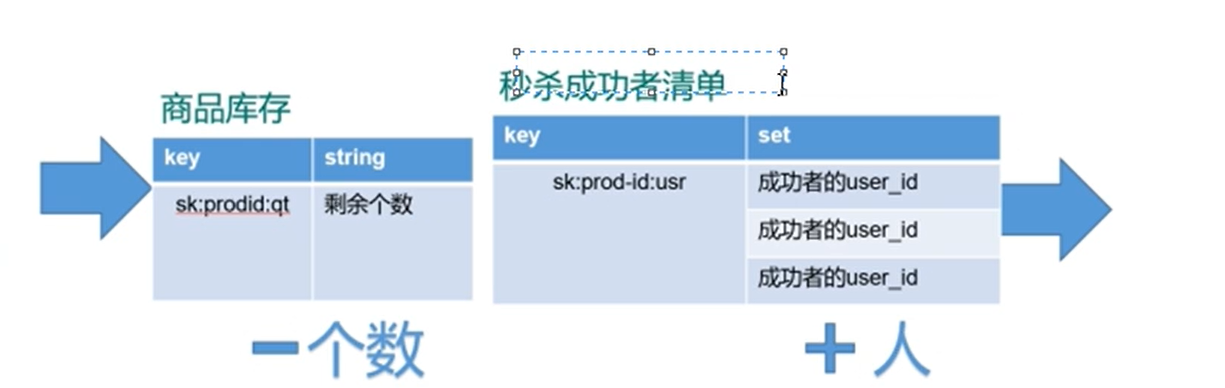 商品库存
key string
sk:prodid:qt 剩余个数
秒杀成功者清单
key set
sk:prod-id:usr 成功者的user_id
成功者的user_id
成功者的user_id
－个数
＋人